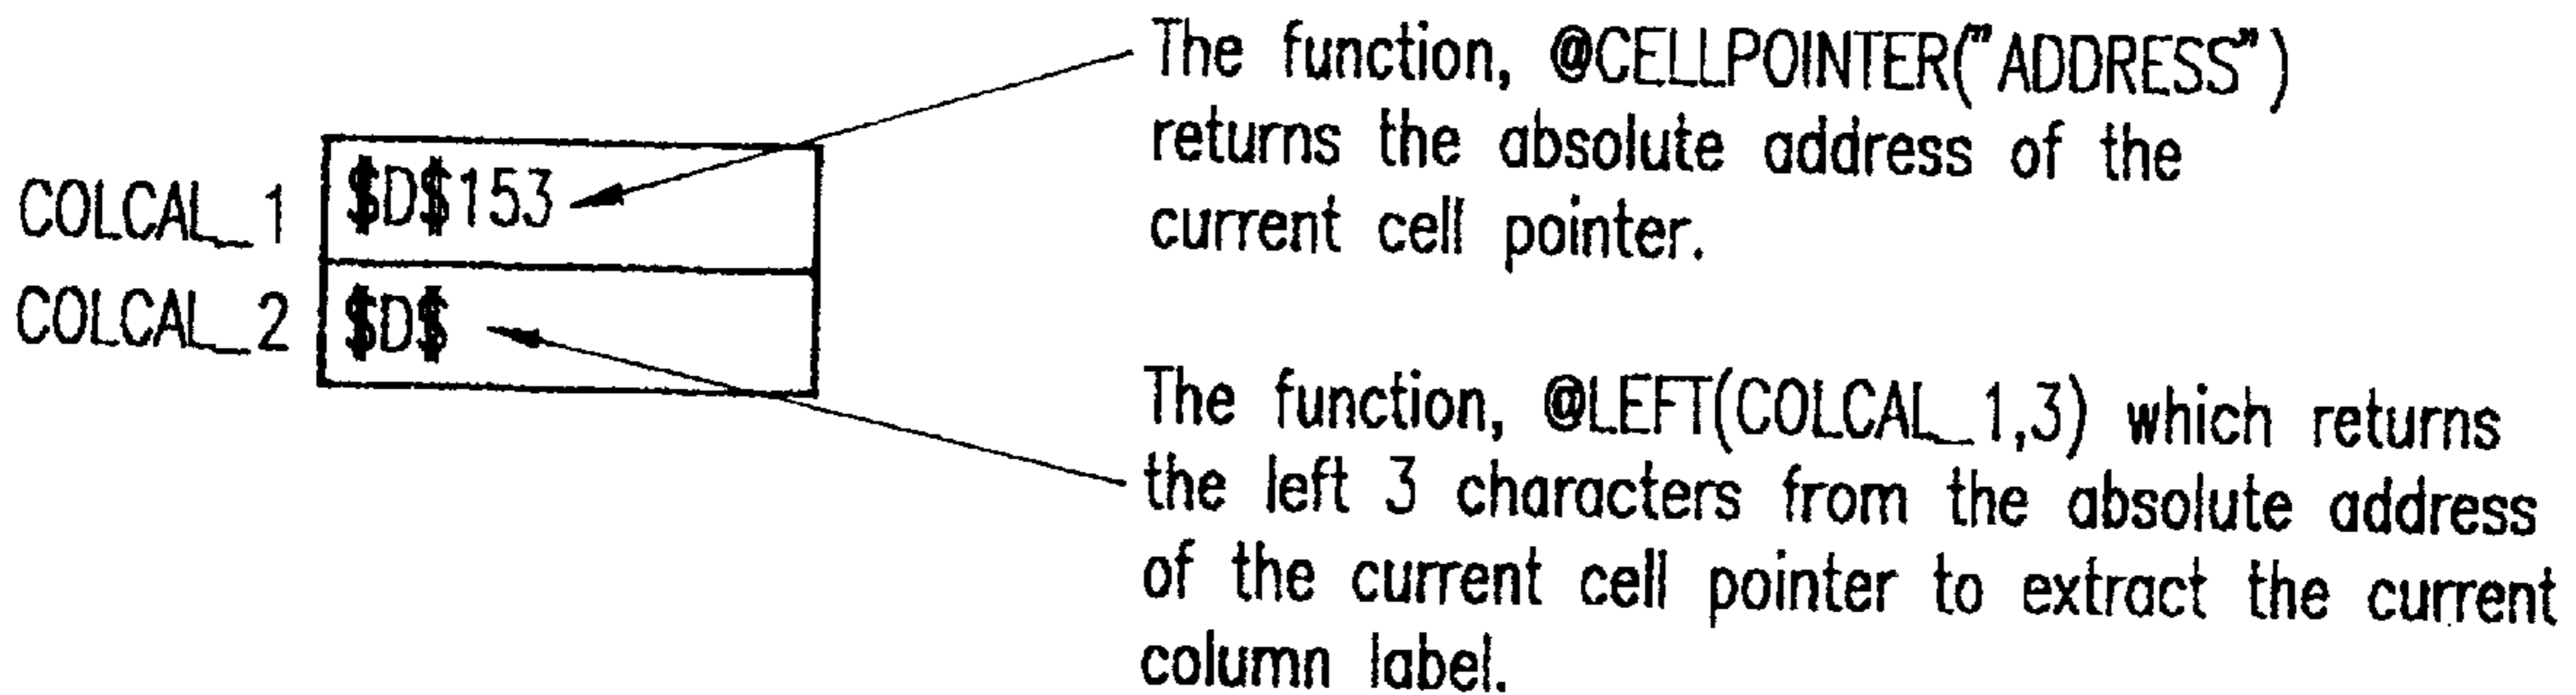 The function, @CELLPOINTER("ADDRESS")
returns the absolute address of the
current cell pointer.
COLCAL_1 $D$153
COLCAL_2 $D$
The function, @LEFT(COLCAL_1,3) which returns
the left 3 characters from the absolute address
of the current cell pointer to extract the current
column label.